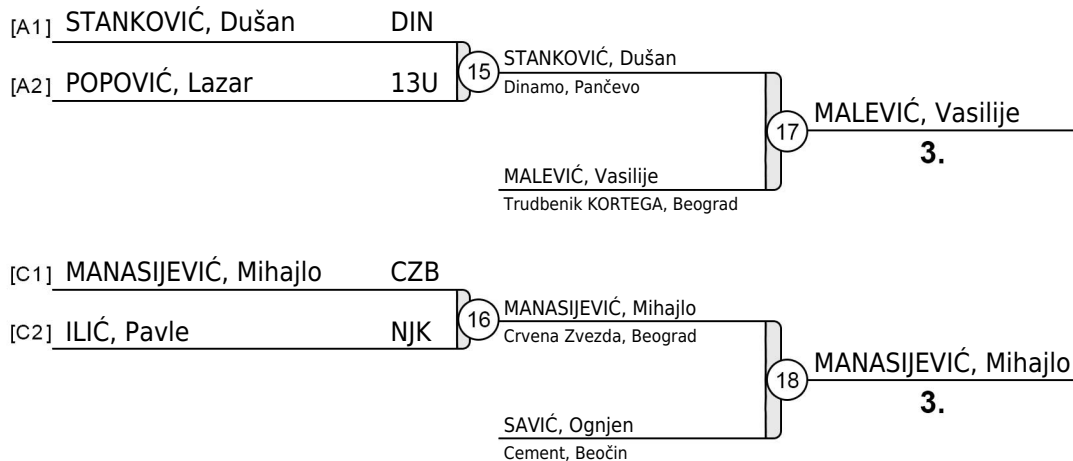 [A1] STANKOVIĆ, Dušan DIN
[A2] POPOVIĆ, Lazar 13U
15
STANKOVIĆ, Dušan
Dinamo, Pančevo
MALEVIĆ, Vasilije
Trudbenik KORTEGA, Beograd
17
MALEVIĆ, Vasilije
3.
[C1] MANASIJEVIĆ, Mihajlo CZB
[C2] ILIĆ, Pavle NJK
16
MANASIJEVIĆ, Mihajlo
Crvena Zvezda, Beograd
SAVIĆ, Ognjen
Cement, Beočin
18
MANASIJEVIĆ, Mihajlo
3.